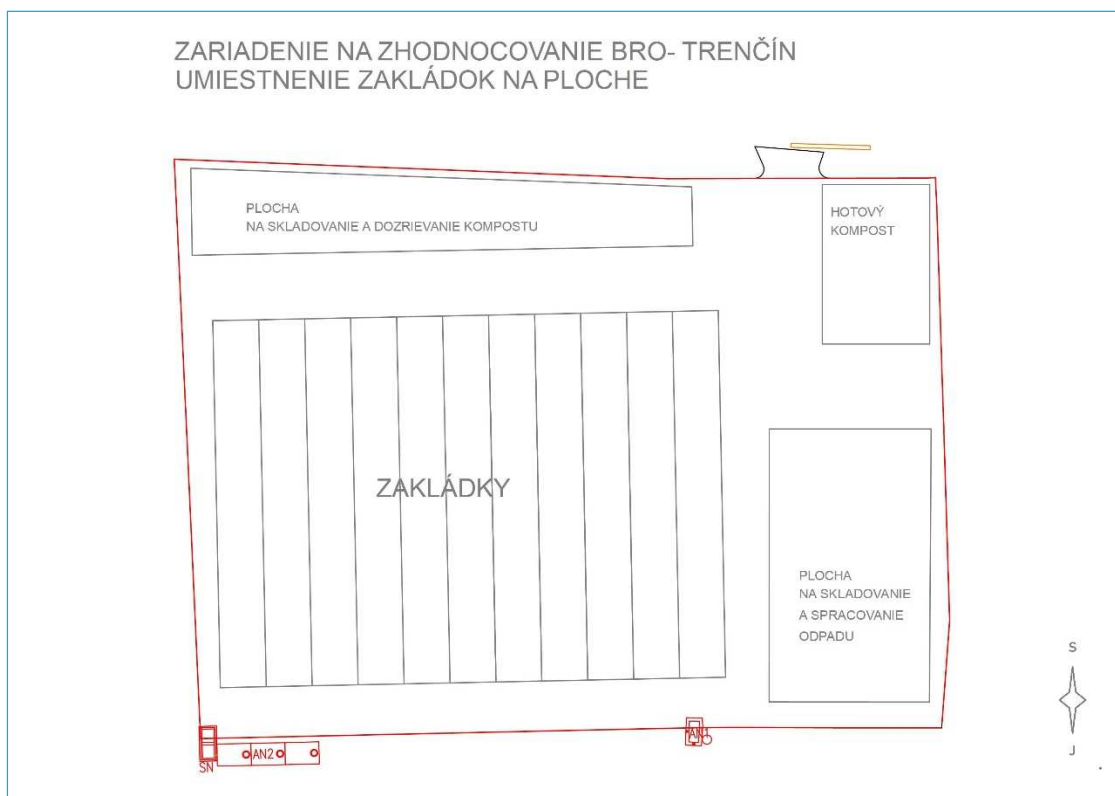 ZARIADENIE NA ZHODNOCOVANIE BRO- TRENČÍN
UMIESTNENIE ZAKLÁDOK NA PLOCHE
PLOCHA
NA SKLADOVANIE A DOZRIEVANIE KOMPOSTU
HOTOVÝ
KOMPOST
ZAKLÁDKY
PLOCHA
NA SKLADOVANIE
A SPRACOVANIE
ODPADU
S
J
SN
AN2
AN1